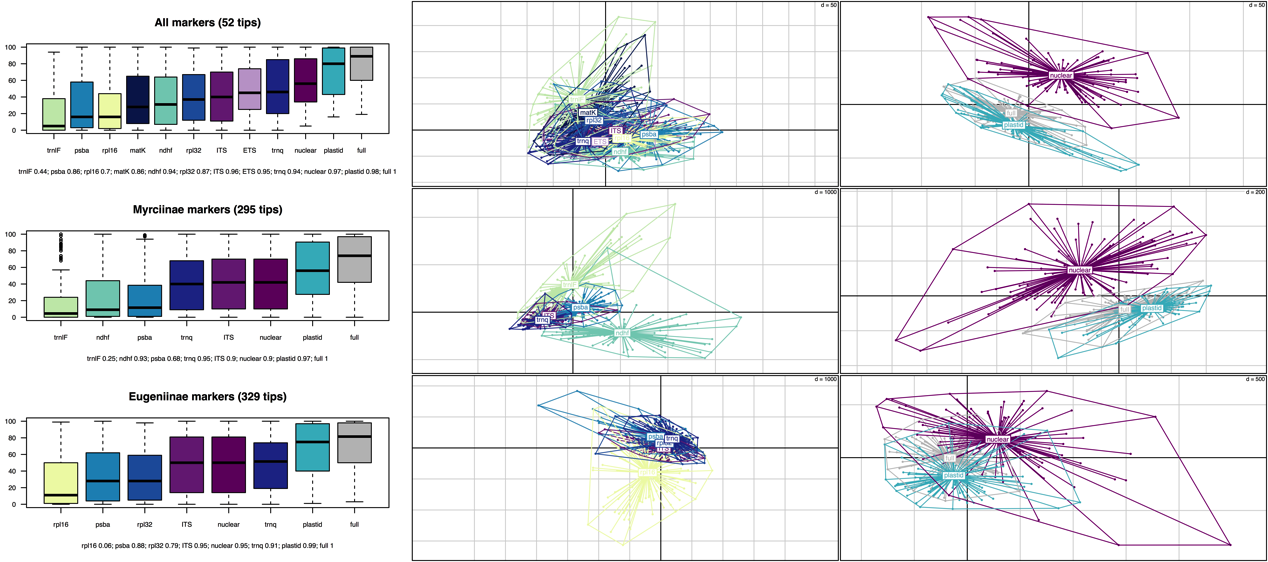 All markers (52 tips)
100
80
60
40
20
0
trnlF psba rpl16 matK ndhf rpl32 ITS ETS trnq nuclear plastid full
trnlF 0.44; psba 0.86; rpl16 0.7; matK 0.86; ndhf 0.94; rpl32 0.87; ITS 0.96; ETS 0.95; trnq 0.94; nuclear 0.97; plastid 0.98; full 1
d = 50
matK
rpl32
ITS
psba
trnq ETS
ndhf
d = 50
nuclear
full
plastid
Myrciinae markers (295 tips)
100
80
60
40
20
0
trnlF ndhf psba trnq ITS nuclear plastid full
trnlF 0.25; ndhf 0.93; psba 0.68; trnq 0.95; ITS 0.9; nuclear 0.9; plastid 0.97; full 1
d = 1000
psba
ITS
trnq
ndhf
d = 200
nuclear
full plastid
Eugeniinae markers (329 tips)
100
80
60
40
20
0
rpl16 psba rpl32 ITS nuclear trnq plastid full
rpl16 0.06; psba 0.88; rpl32 0.79; ITS 0.95; nuclear 0.95; trnq 0.91; plastid 0.99; full 1
d = 1000
psba trnq
ITS
d = 500
nuclear
full
plastid